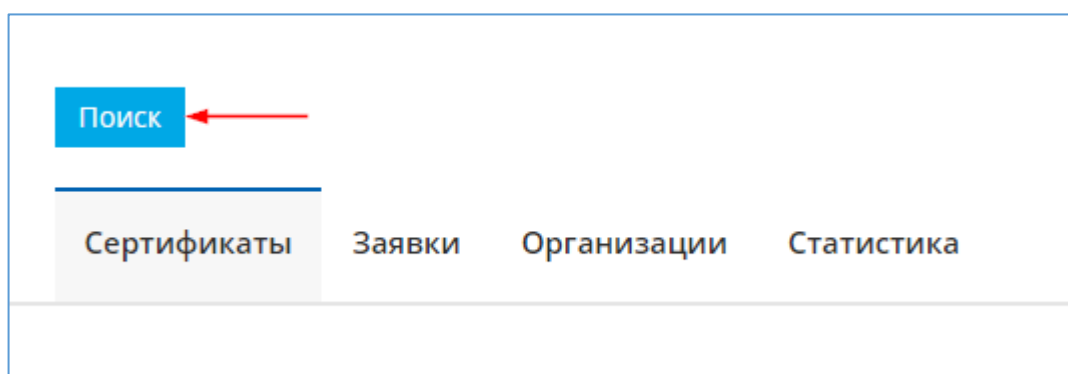 Поиск
Сертификаты Заявки Организации Статистика